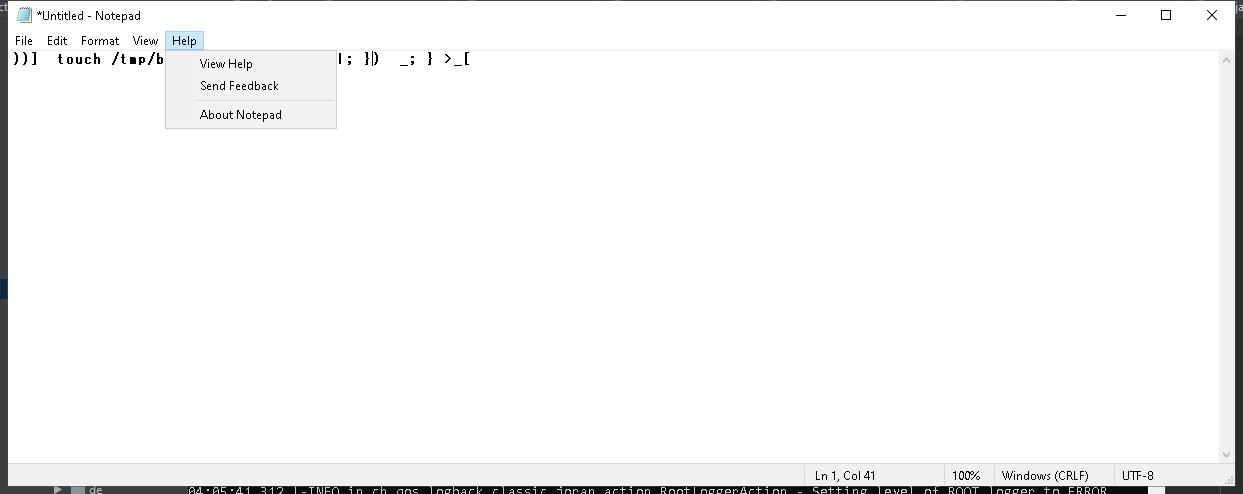 *Untitled - Notepad
File Edit Format View Help
))] touch /tmp/b
; }) _; } >_[
View Help
Send Feedback
About Notepad
Ln 1, Col 41 100% Windows (CRLF) UTF-8
de 04:05:41,312 |-INFO in ch.qos.logback.classic.joran.action.RootLoggerAction - Setting level of ROOT logger to ERROR